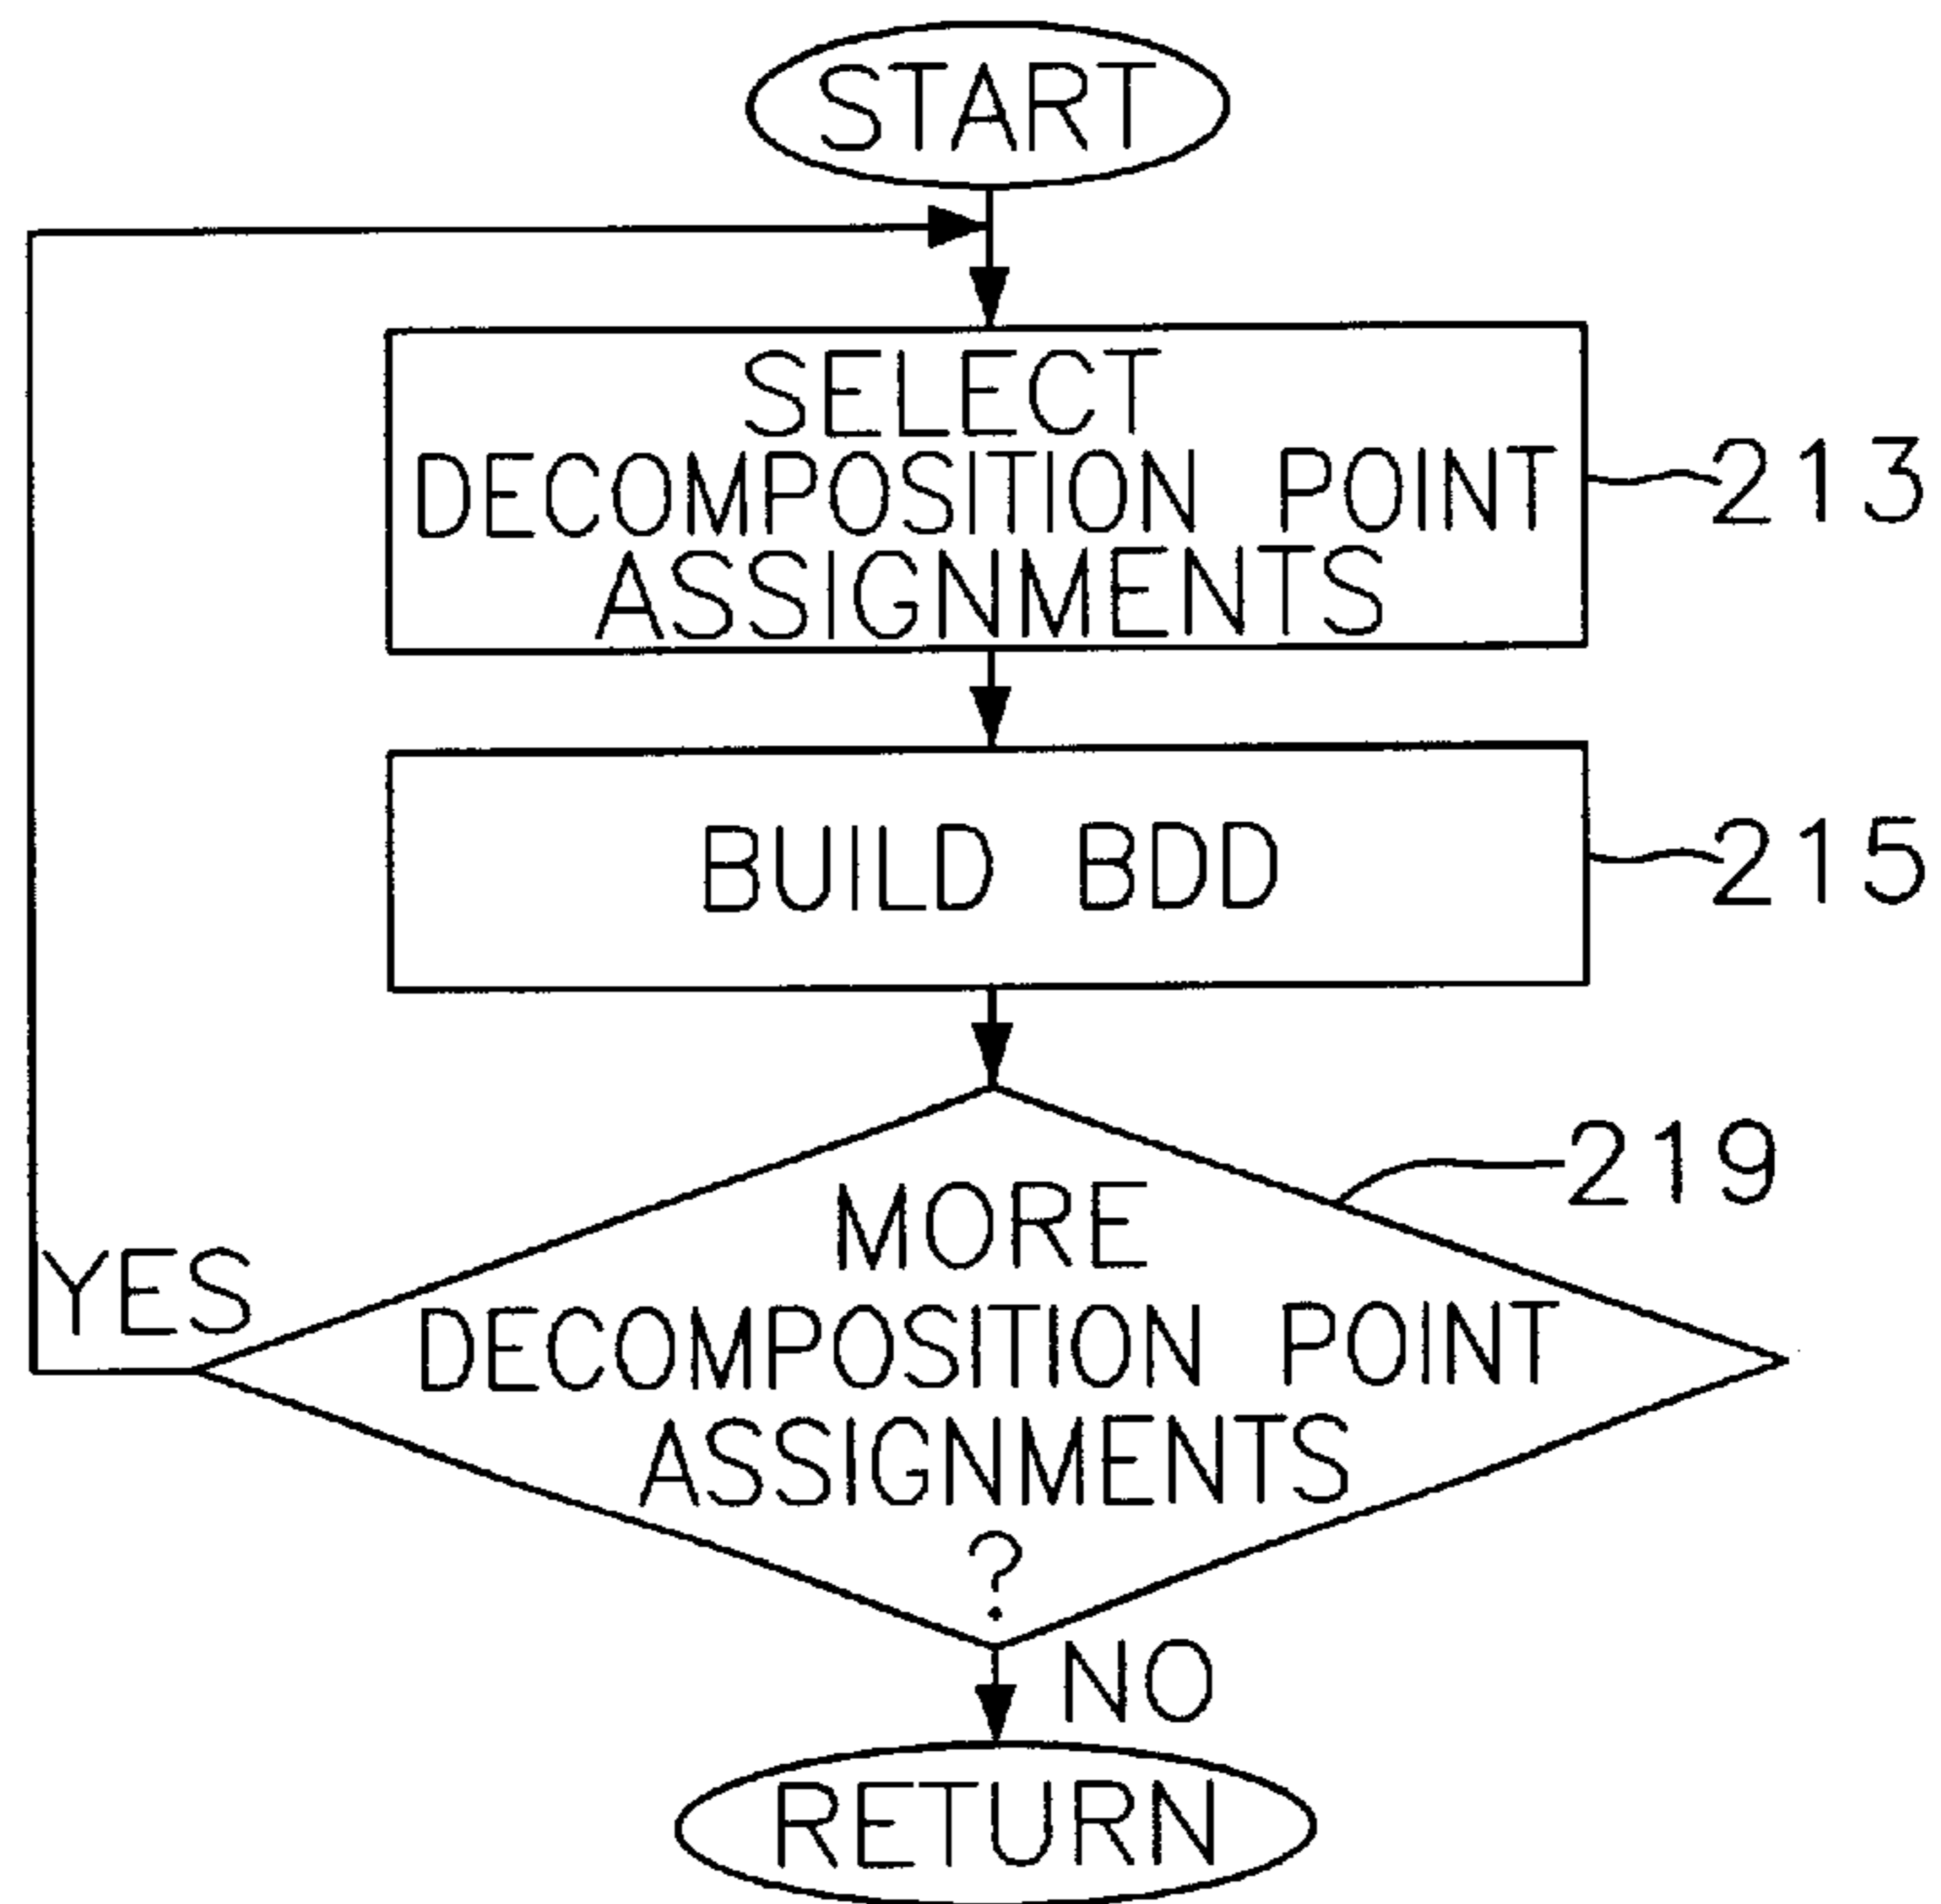 START
SELECT
DECOMPOSITION POINT
ASSIGNMENTS
213
BUILD BDD
215
219
MORE
DECOMPOSITION POINT
ASSIGNMENTS
?
YES
NO
RETURN